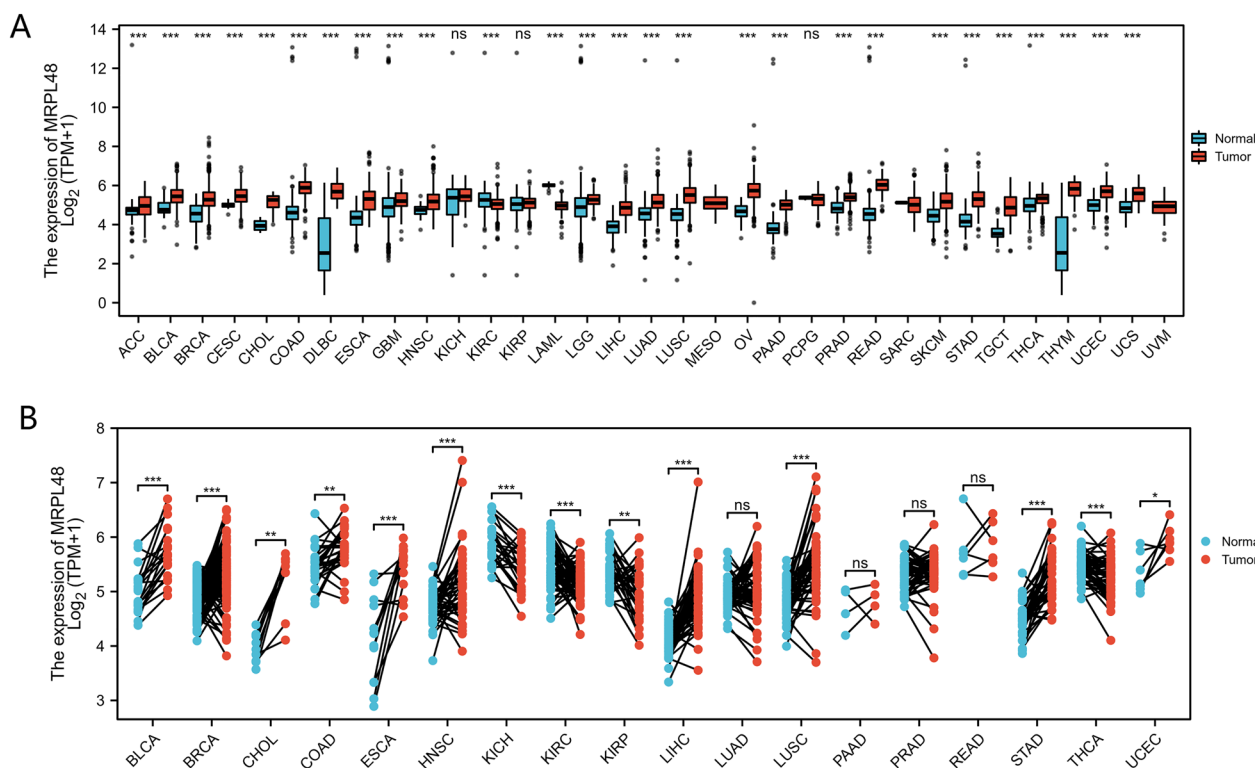 A
The expression of MRPL48
Log2 (TPM+1)
14
12
10
8
6
4
2
0
*** *** *** *** *** *** *** *** *** *** ns *** ns *** *** *** *** *** *** *** ns *** *** *** *** *** *** *** *** ***
Normal
Tumor
ACC BLCA BRCA CESC CHOL COAD DLBC ESCA GBM HNSC KICH KIRC KIRP LAML LGG LIHC LUAD LUSC MESO OV PAAD PCPG PRAD READ SARC SKCM STAD TGCT THCA THYM UCEC UCS UVM
B
The expression of MRPL48
Log2 (TPM+1)
8
7
6
5
4
3
*** *** ** ** *** *** *** *** ** *** ns *** ns ns ns *** *** *
Norma
Tumor
BLCA BRCA CHOL COAD ESCA HNSC KICH KIRC KIRP LIHC LUAD LUSC PAAD PRAD READ STAD THCA UCEC